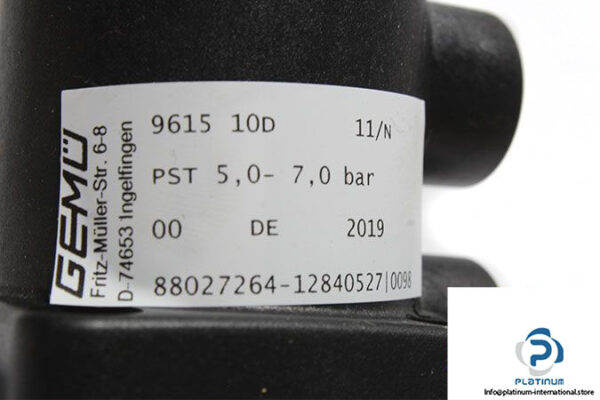 GEMÜ
Fritz-Müller-Str. 6-8
D-74653 Ingelfingen
9615 10D 11/N
PST 5,0- 7,0 bar
00 DE 2019
88027264-12840527|0098
PLATINUM
Info@platinum-international.store